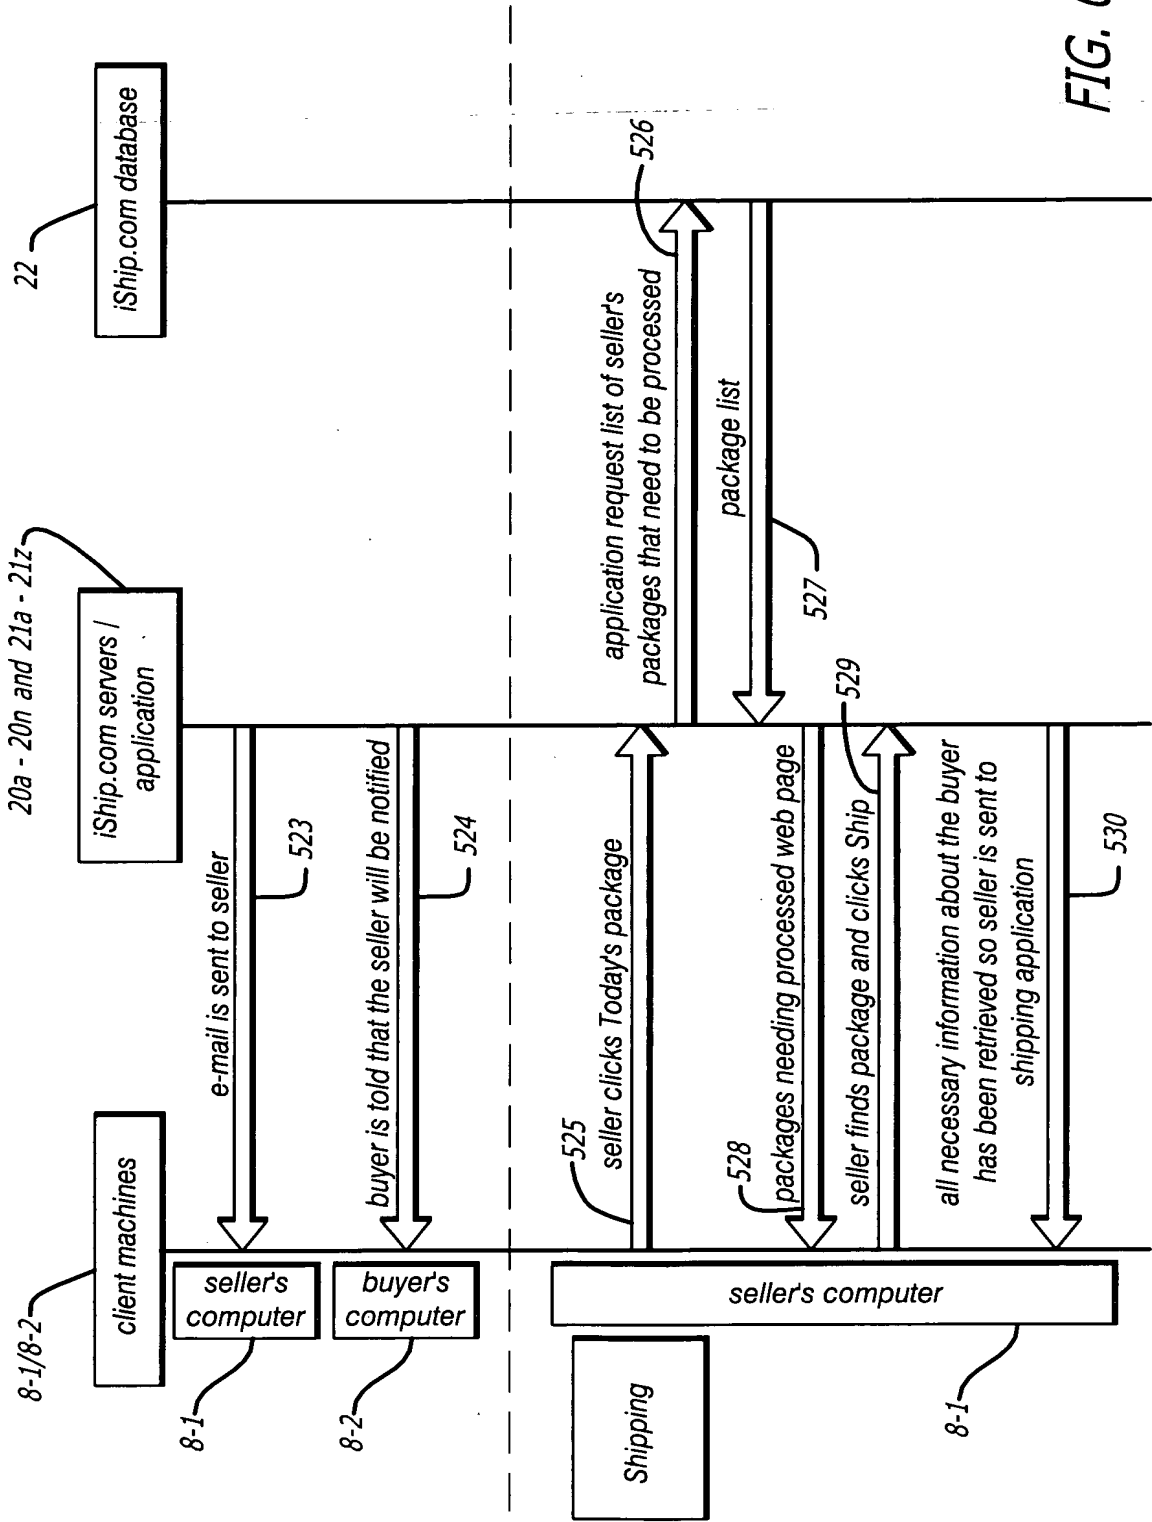 8-1/8-2
20a - 20n and 21a - 21z
22
client machines
iShip.com servers /
application
iShip.com database
8-1
seller's
computer
e-mail is sent to seller
523
8-2
buyer's
computer
buyer is told that the seller will be notified
524
Shipping
seller's computer
8-1
525
seller clicks Today's package
application request list of seller's
packages that need to be processed
526
package list
527
528
packages needing processed web page
seller finds package and clicks Ship
529
all necessary information about the buyer
has been retrieved so seller is sent to
shipping application
530
FIG.